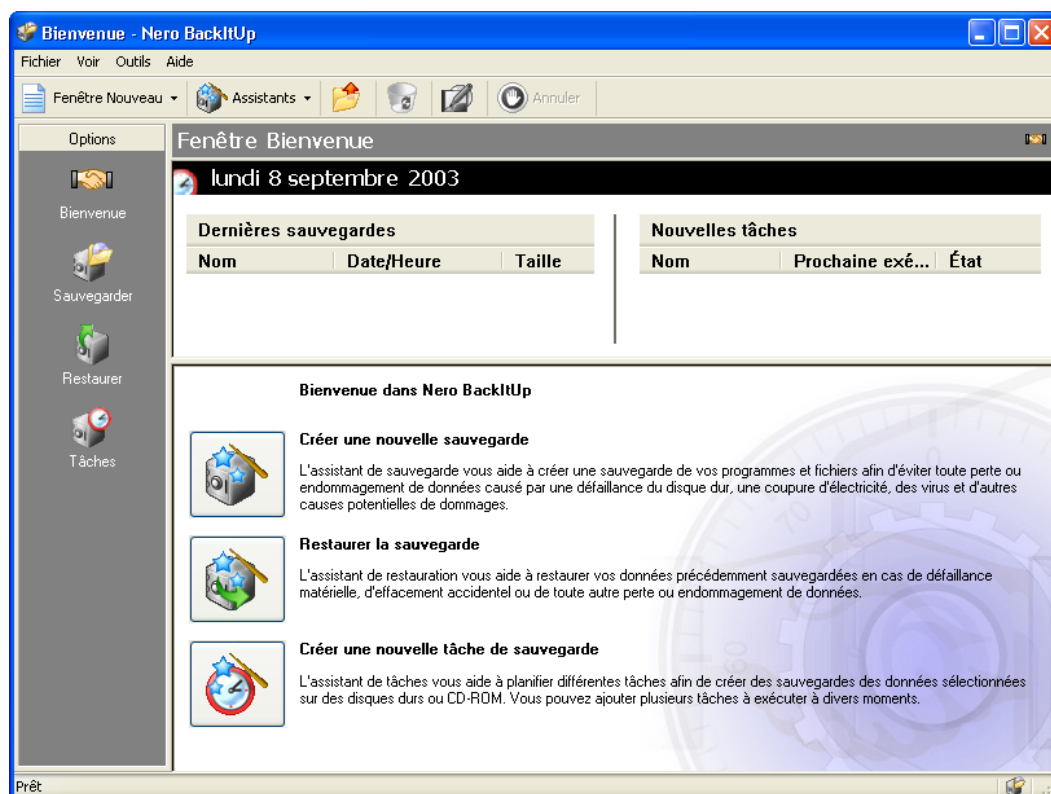 Bienvenue - Nero BackItUp
Fichier Voir Outils Aide
Fenêtre Nouveau Assistants Annuler
Options
Bienvenue
Sauvegarder
Restaurer
Tâches
Fenêtre Bienvenue
lundi 8 septembre 2003
Dernières sauvegardes
Nom Date/Heure Taille
Nouvelles tâches
Nom Prochaine exé... État
Bienvenue dans Nero BackItUp
Créer une nouvelle sauvegarde
L'assistant de sauvegarde vous aide à créer une sauvegarde de vos programmes et fichiers afin d'éviter toute perte ou
endommagement de données causé par une défaillance du disque dur, une coupure d'électricité, des virus et d'autres
causes potentielles de dommages.
Restaurer la sauvegarde
L'assistant de restauration vous aide à restaurer vos données précédemment sauvegardées en cas de défaillance
matérielle, d'effacement accidentel ou de toute autre perte ou endommagement de données.
Créer une nouvelle tâche de sauvegarde
L'assistant de tâches vous aide à planifier différentes tâches afin de créer des sauvegardes des données sélectionnées
sur des disques durs ou CD-ROM. Vous pouvez ajouter plusieurs tâches à exécuter à divers moments.
0
70
60
Prêt